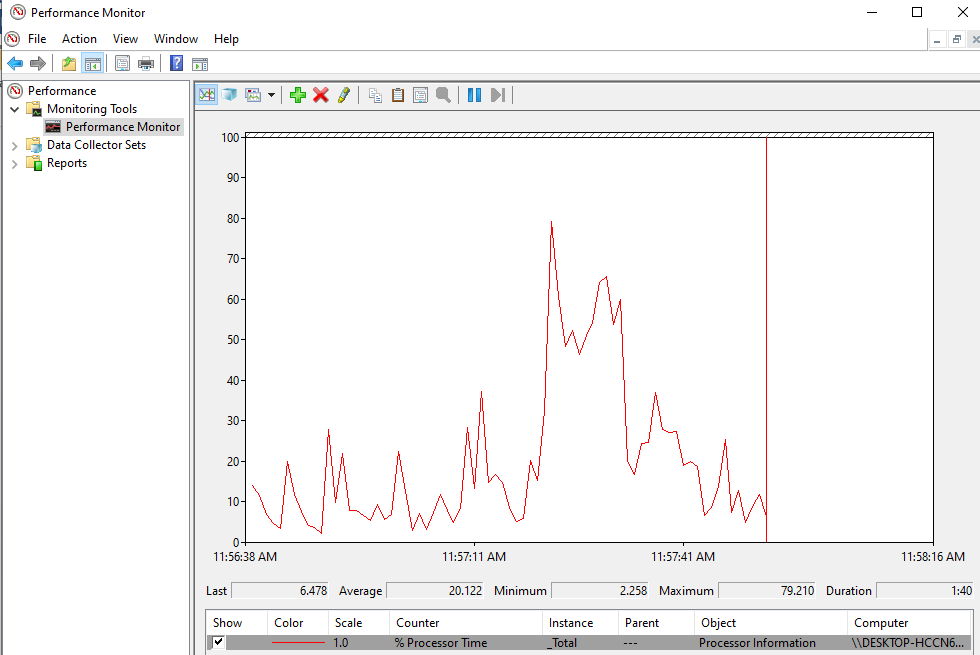 Performance Monitor
File Action View Window Help
Performance
Monitoring Tools
Performance Monitor
Data Collector Sets
Reports
100
90
80
70
60
50
40
30
20
10
0
11:56:38 AM 11:57:11 AM 11:57:41 AM 11:58:16 AM
Last 6.478 Average 20.122 Minimum 2.258 Maximum 79.210 Duration 1:40
Show Color Scale Counter Instance Parent Object Computer
1.0 % Processor Time _Total --- Processor Information \\DESKTOP-HCCN6...